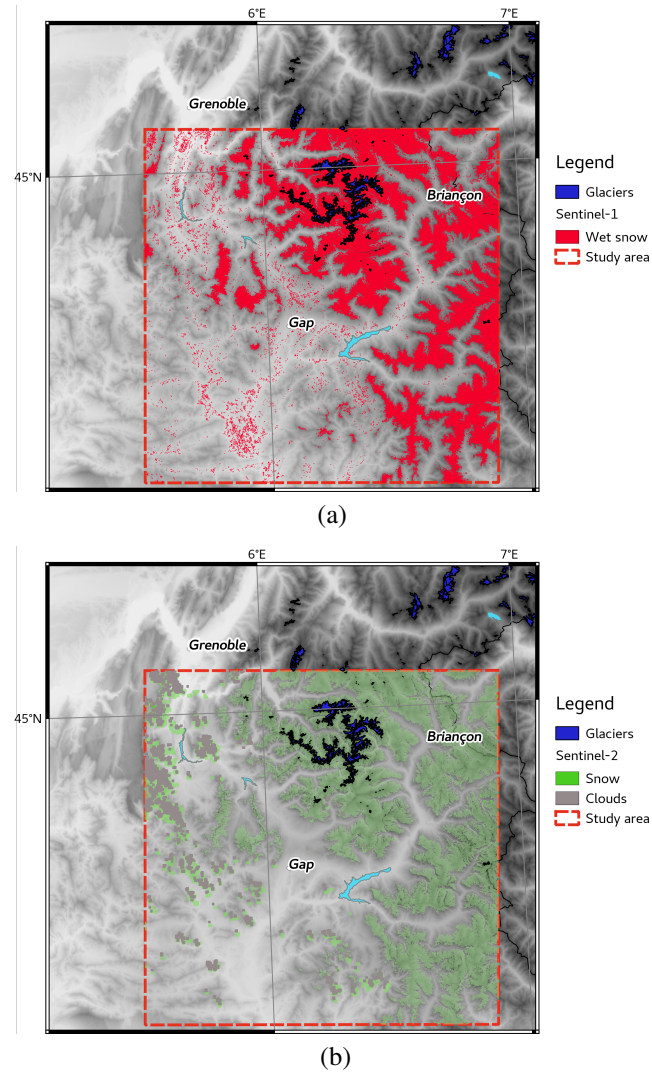 6°E 7°E
Grenoble
45°N
Briançon
Gap
Legend
Glaciers
Sentinel-1
Wet snow
Study area
(a)
6°E 7°E
Grenoble
45°N
Briançon
Gap
Legend
Glaciers
Sentinel-2
Snow
Clouds
Study area
(b)